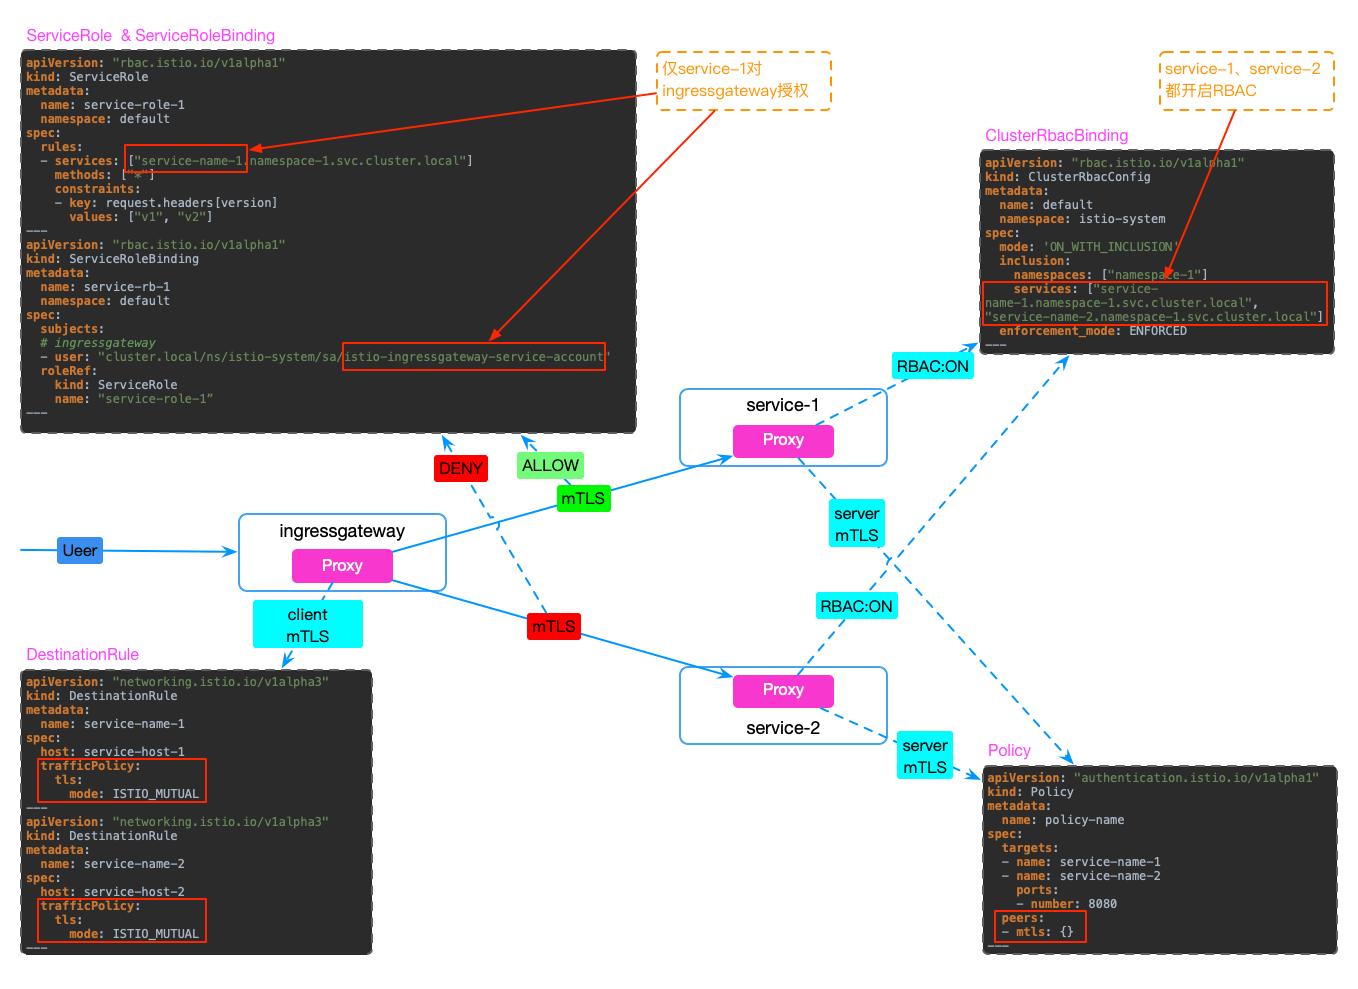 ServiceRole & ServiceRoleBinding
apiVersion: "rbac.istio.io/v1alpha1"
kind: ServiceRole
metadata:
  name: service-role-1
  namespace: default
spec:
  rules:
  - services: ["service-name-1.namespace-1.svc.cluster.local"]
    methods: ["*"]
    constraints:
    - key: request.headers[version]
      values: ["v1", "v2"]
---
apiVersion: "rbac.istio.io/v1alpha1"
kind: ServiceRoleBinding
metadata:
  name: service-rb-1
  namespace: default
spec:
  subjects:
  # ingressgateway
  - user: "cluster.local/ns/istio-system/sa/istio-ingressgateway-service-account"
  roleRef:
    kind: ServiceRole
    name: "service-role-1”
---
仅service-1对
ingressgateway授权
service-1、service-2
都开启RBAC
ClusterRbacBinding
apiVersion: "rbac.istio.io/v1alpha1"
kind: ClusterRbacConfig
metadata:
  name: default
  namespace: istio-system
spec:
  mode: 'ON_WITH_INCLUSION'
  inclusion:
    namespaces: ["namespace-1"]
    services: ["service-
name-1.namespace-1.svc.cluster.local",
"service-name-2.namespace-1.svc.cluster.local"]
  enforcement_mode: ENFORCED
---
RBAC:ON
service-1
Proxy
DENY
ALLOW
mTLS
server
mTLS
Ueer
ingressgateway
Proxy
client
mTLS
mTLS
RBAC:ON
Proxy
service-2
server
mTLS
DestinationRule
apiVersion: "networking.istio.io/v1alpha3"
kind: DestinationRule
metadata:
  name: service-name-1
spec:
  host: service-host-1
  trafficPolicy:
    tls:
      mode: ISTIO_MUTUAL
---
apiVersion: "networking.istio.io/v1alpha3"
kind: DestinationRule
metadata:
  name: service-name-2
spec:
  host: service-host-2
  trafficPolicy:
    tls:
      mode: ISTIO_MUTUAL
---
Policy
apiVersion: "authentication.istio.io/v1alpha1"
kind: Policy
metadata:
  name: policy-name
spec:
  targets:
  - name: service-name-1
  - name: service-name-2
    ports:
    - number: 8080
  peers:
  - mtls: {}
---